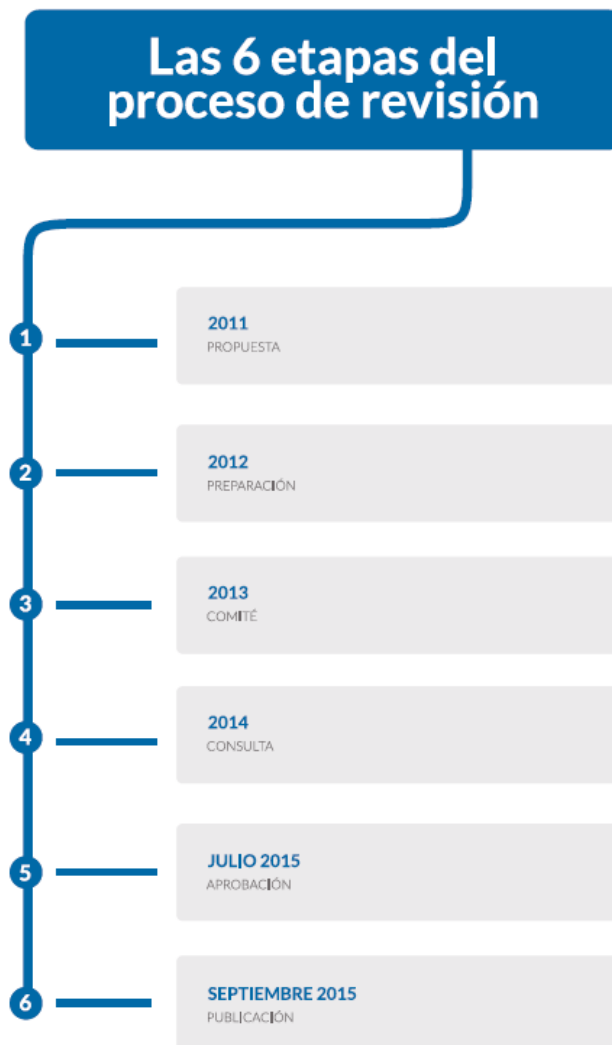 Las 6 etapas del
proceso de revisión
1
2011
PROPUESTA
2
2012
PREPARACIÓN
3
2013
COMITÉ
4
2014
CONSULTA
5
JULIO 2015
APROBACIÓN
6
SEPTIEMBRE 2015
PUBLICACIÓN